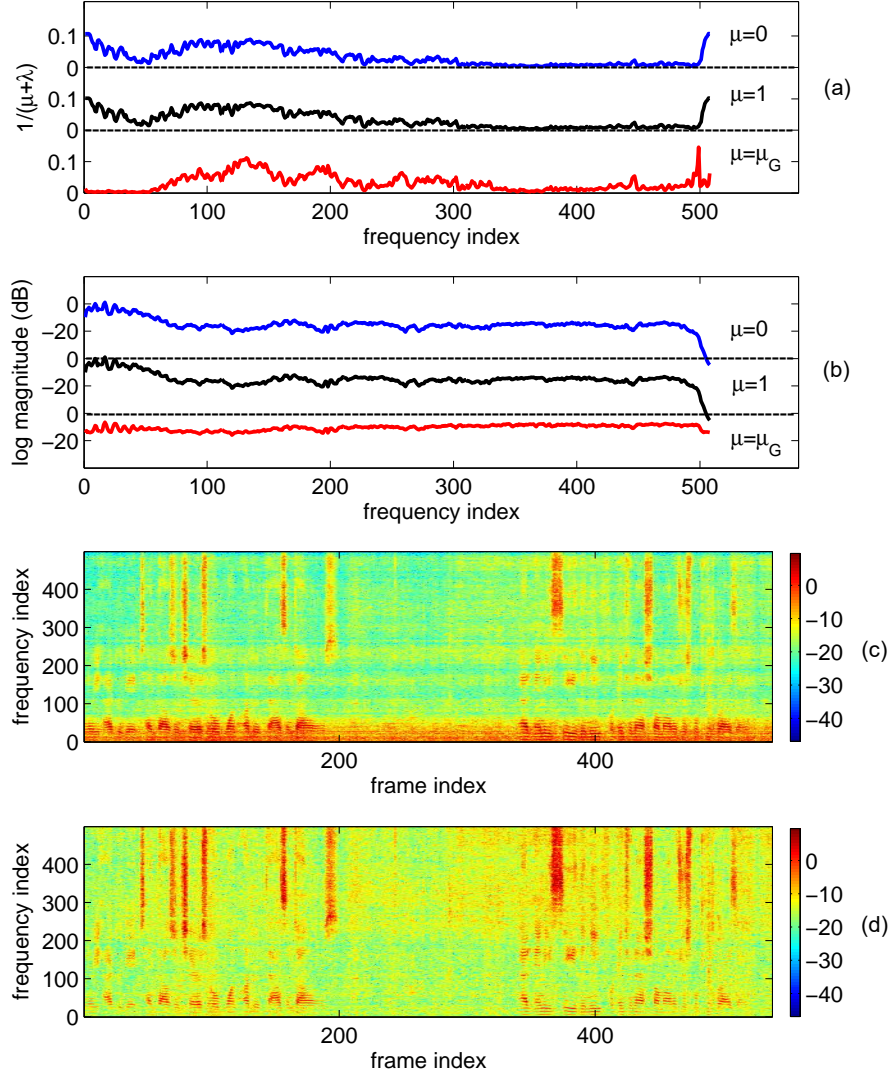 0.1
μ=0
0
1/(μ+λ)
0.1
μ=1
(a)
0
0.1
μ=μG
0
0 100 200 300 400 500
frequency index
log magnitude (dB)
0
−20
μ=0
0
−20
μ=1
(b)
0
−20
μ=μG
0 100 200 300 400 500
frequency index
frequency index
400
300
200
100
0
200 400
frame index
0
−10
−20
−30
−40
(c)
frequency index
400
300
200
100
0
200 400
frame index
0
−10
−20
−30
−40
(d)